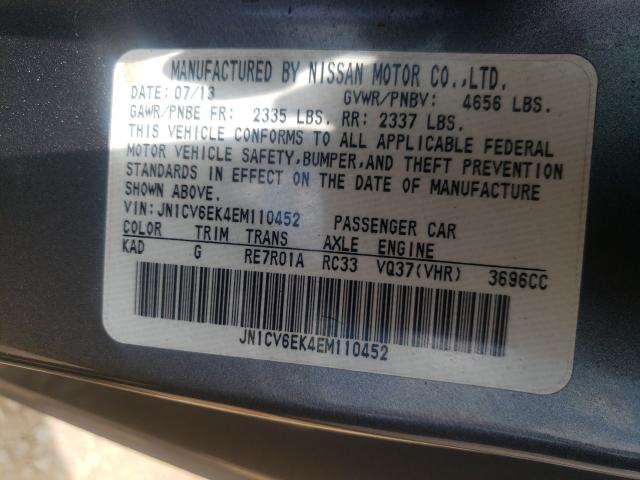 MANUFACTURED BY NISSAN MOTOR CO.,LTD.
DATE: 07/13 GVWR/PNBV: 4656 LBS.
GAWR/PNBE FR: 2335 LBS. RR: 2337 LBS.
THIS VEHICLE CONFORMS TO ALL APPLICABLE FEDERAL
MOTOR VEHICLE SAFETY,BUMPER,AND THEFT PREVENTION
STANDARDS IN EFFECT ON THE DATE OF MANUFACTURE
SHOWN ABOVE.
VIN:JN1CV6EK4EM110452 PASSENGER CAR
COLOR TRIM TRANS AXLE ENGINE
KAD G RE7R01A RC33 VQ37(VHR) 3696CC
JN1CV6EK4EM110452